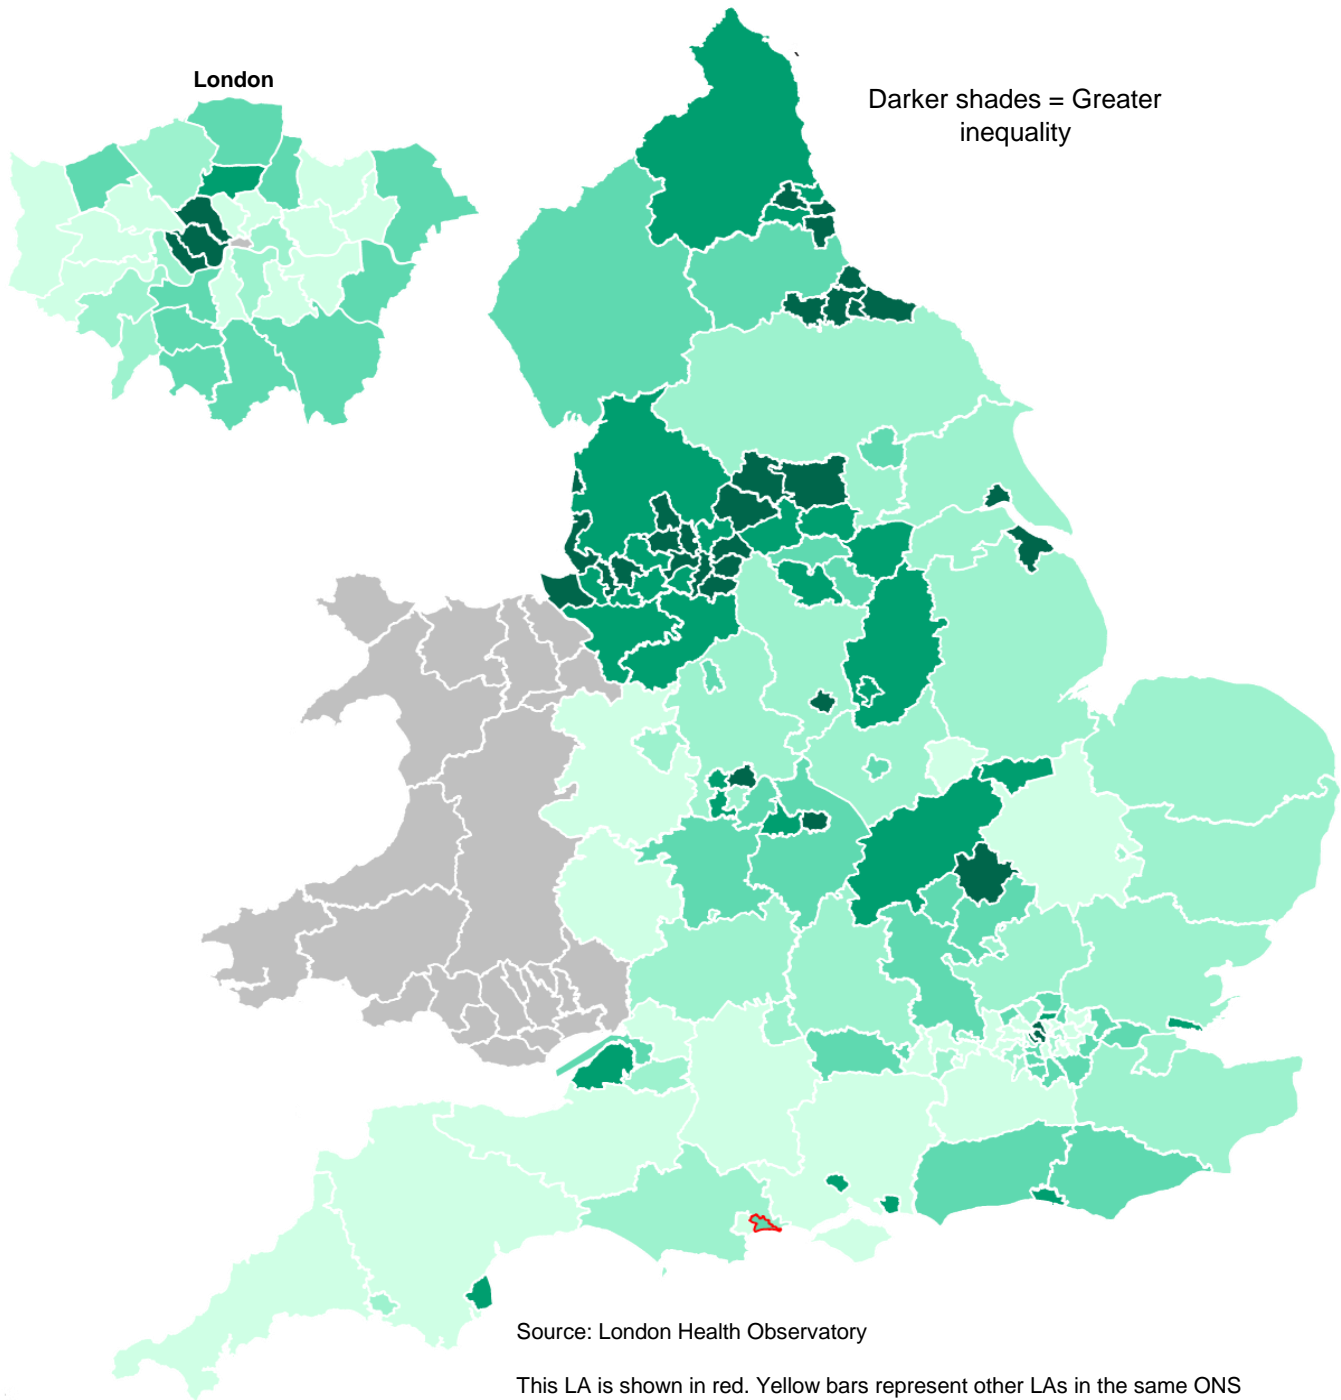 London
Darker shades = Greater
inequality
Source: London Health Observatory
This LA is shown in red. Yellow bars represent other LAs in the same ONS